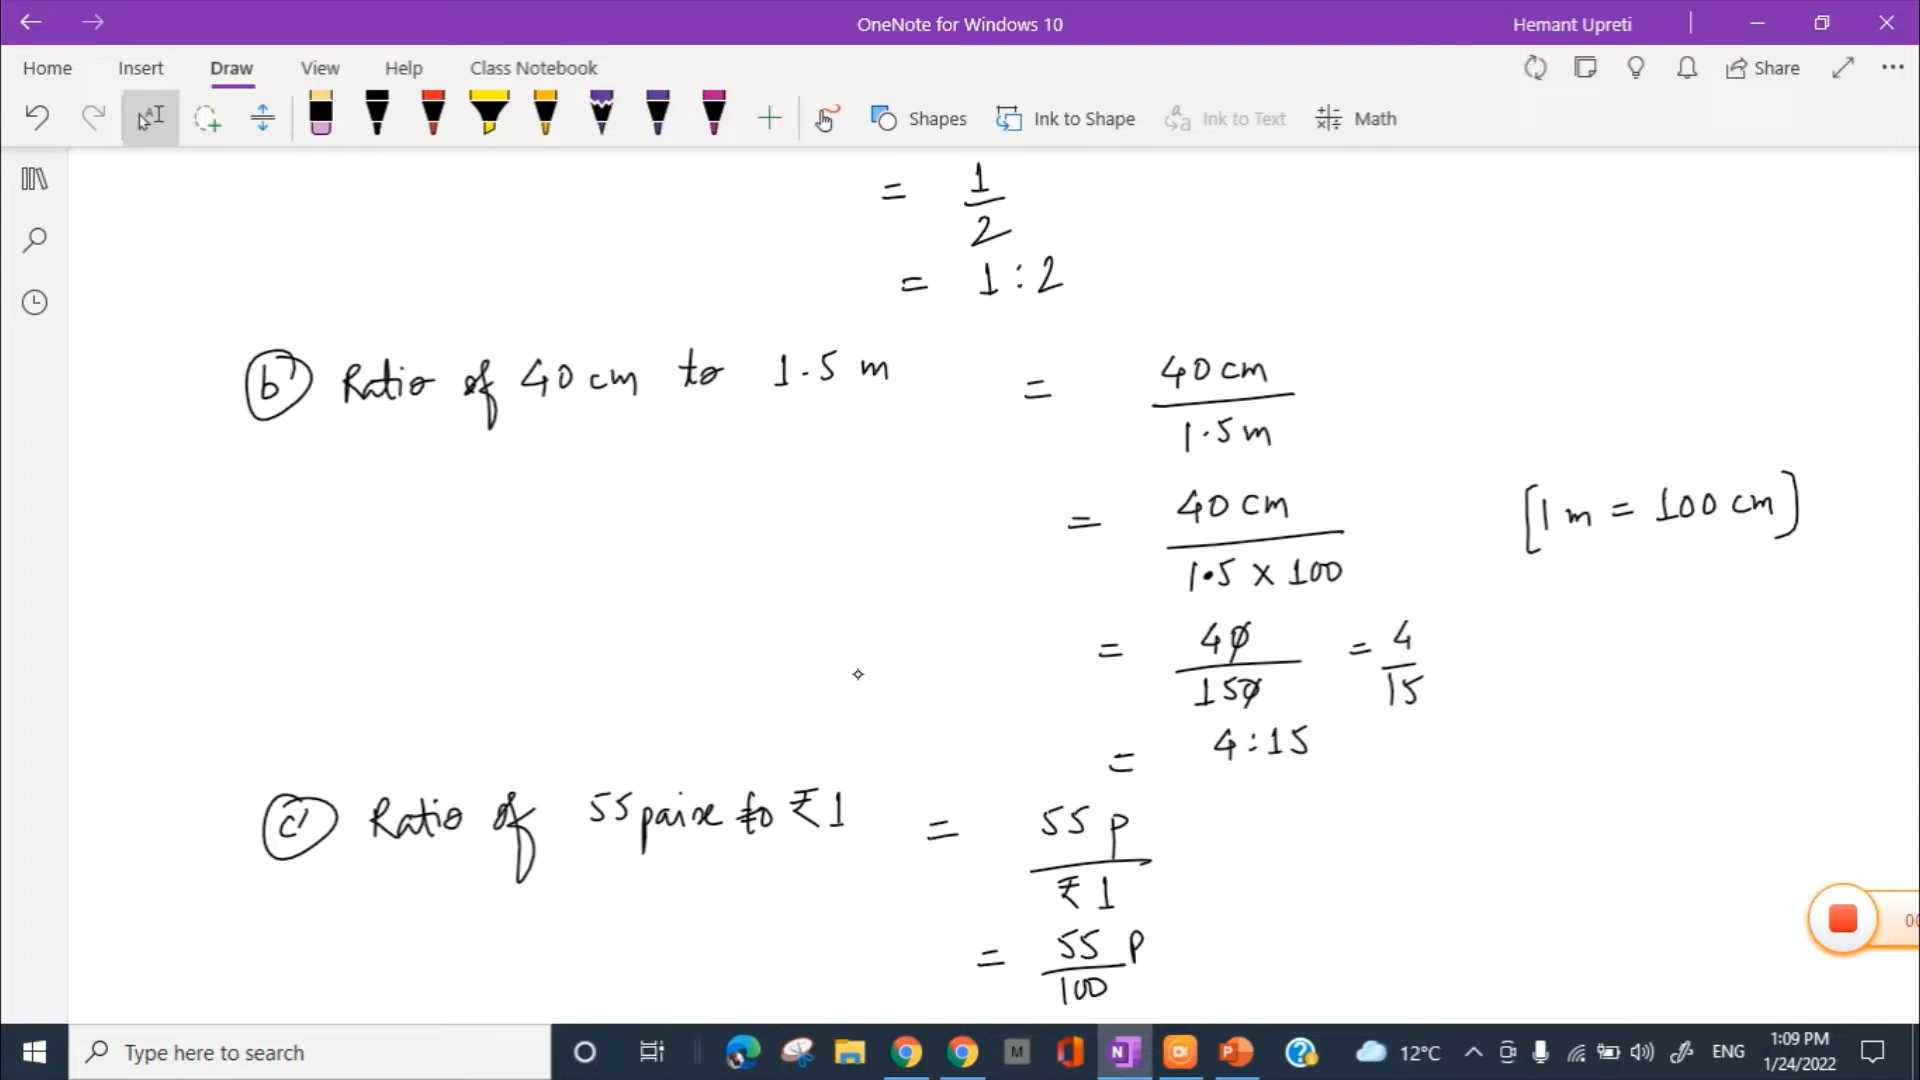 OneNote for Windows 10
Hemant Upreti
Home Insert Draw View Help Class Notebook
Share
Shapes Ink to Shape Ink to Text Math
= 1/2
= 1:2
(b) Ratio of 40 cm to 1.5 m = 40 cm / 1.5 m
= 40 cm / 1.5 x 100 [1 m = 100 cm]
= 40/150 = 4/15
= 4:15
(c) Ratio of 55 paise to ₹1 = 55 p / ₹1
= 55 p / 100
Type here to search
12°C
ENG
1:09 PM
1/24/2022